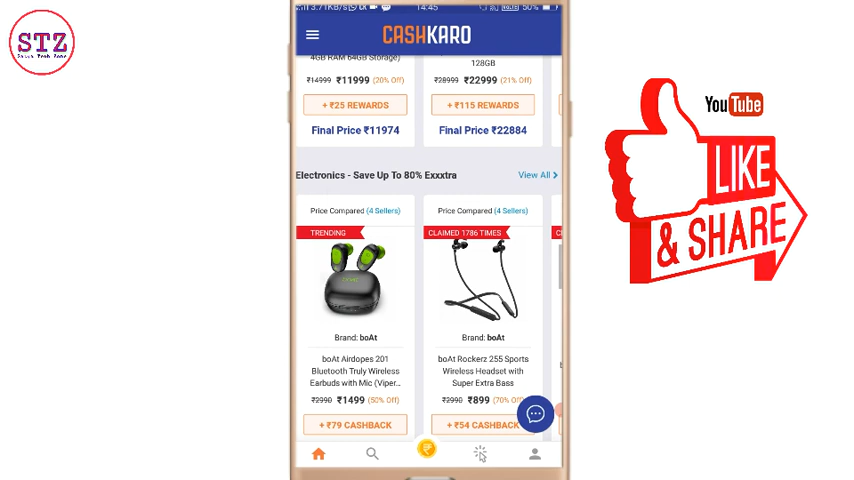 STZ
14:45
50%
CASHKARO
4GB RAM 64GB Storage)
128GB
₹14999 ₹11999 (20% Off)
₹28999 ₹22999 (21% Off)
+ ₹25 REWARDS
+ ₹115 REWARDS
Final Price ₹11974
Final Price ₹22884
Electronics - Save Up To 80% Exxxtra
View All
Price Compared (4 Sellers)
Price Compared (4 Sellers)
TRENDING
CLAIMED 1786 TIMES
Brand: boAt
Brand: boAt
boAt Airdopes 201
Bluetooth Truly Wireless
Earbuds with Mic (Viper...
boAt Rockerz 255 Sports
Wireless Headset with
Super Extra Bass
₹2990 ₹1499 (50% Off)
₹2990 ₹899 (70% Off)
+ ₹79 CASHBACK
+ ₹54 CASHBACK
YouTube
LIKE
& SHARE